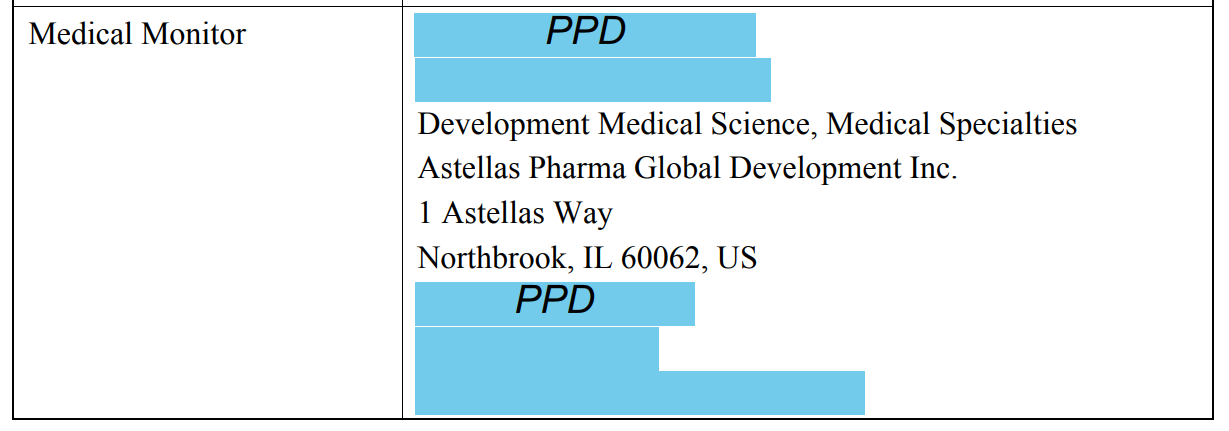 Medical Monitor
PPD
Development Medical Science, Medical Specialties
Astellas Pharma Global Development Inc.
1 Astellas Way
Northbrook, IL 60062, US
PPD